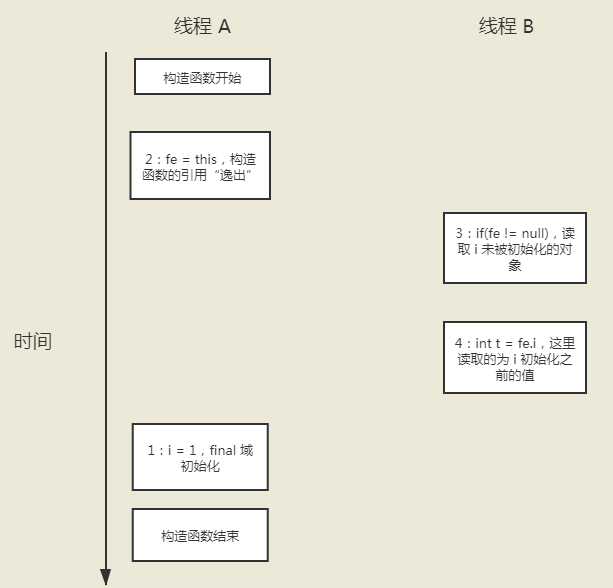 线程 A
线程 B
构造函数开始
2：fe = this，构造
函数的引用“逸出”
3：if(fe != null)，读
取 i 未被初始化的对
象
时间
4：int t = fe.i，这里
读取的为 i 初始化之
前的值
1：i = 1，final 域
初始化
构造函数结束